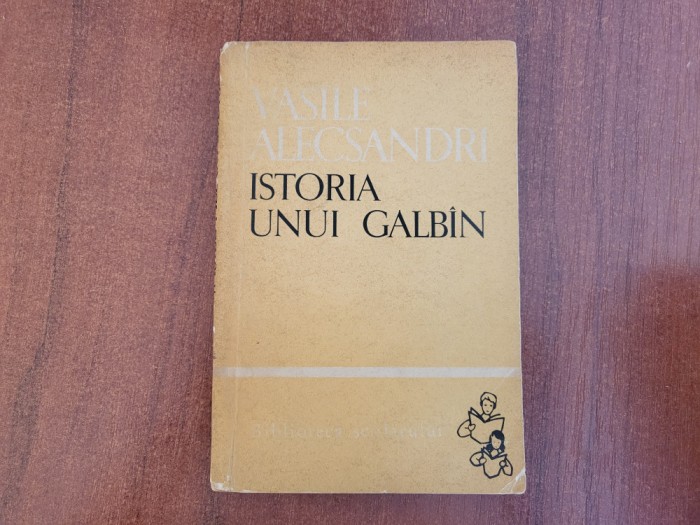 VASILE
ALECSANDRI
ISTORIA
UNUI GALBÎN
Biblioteca școlarului